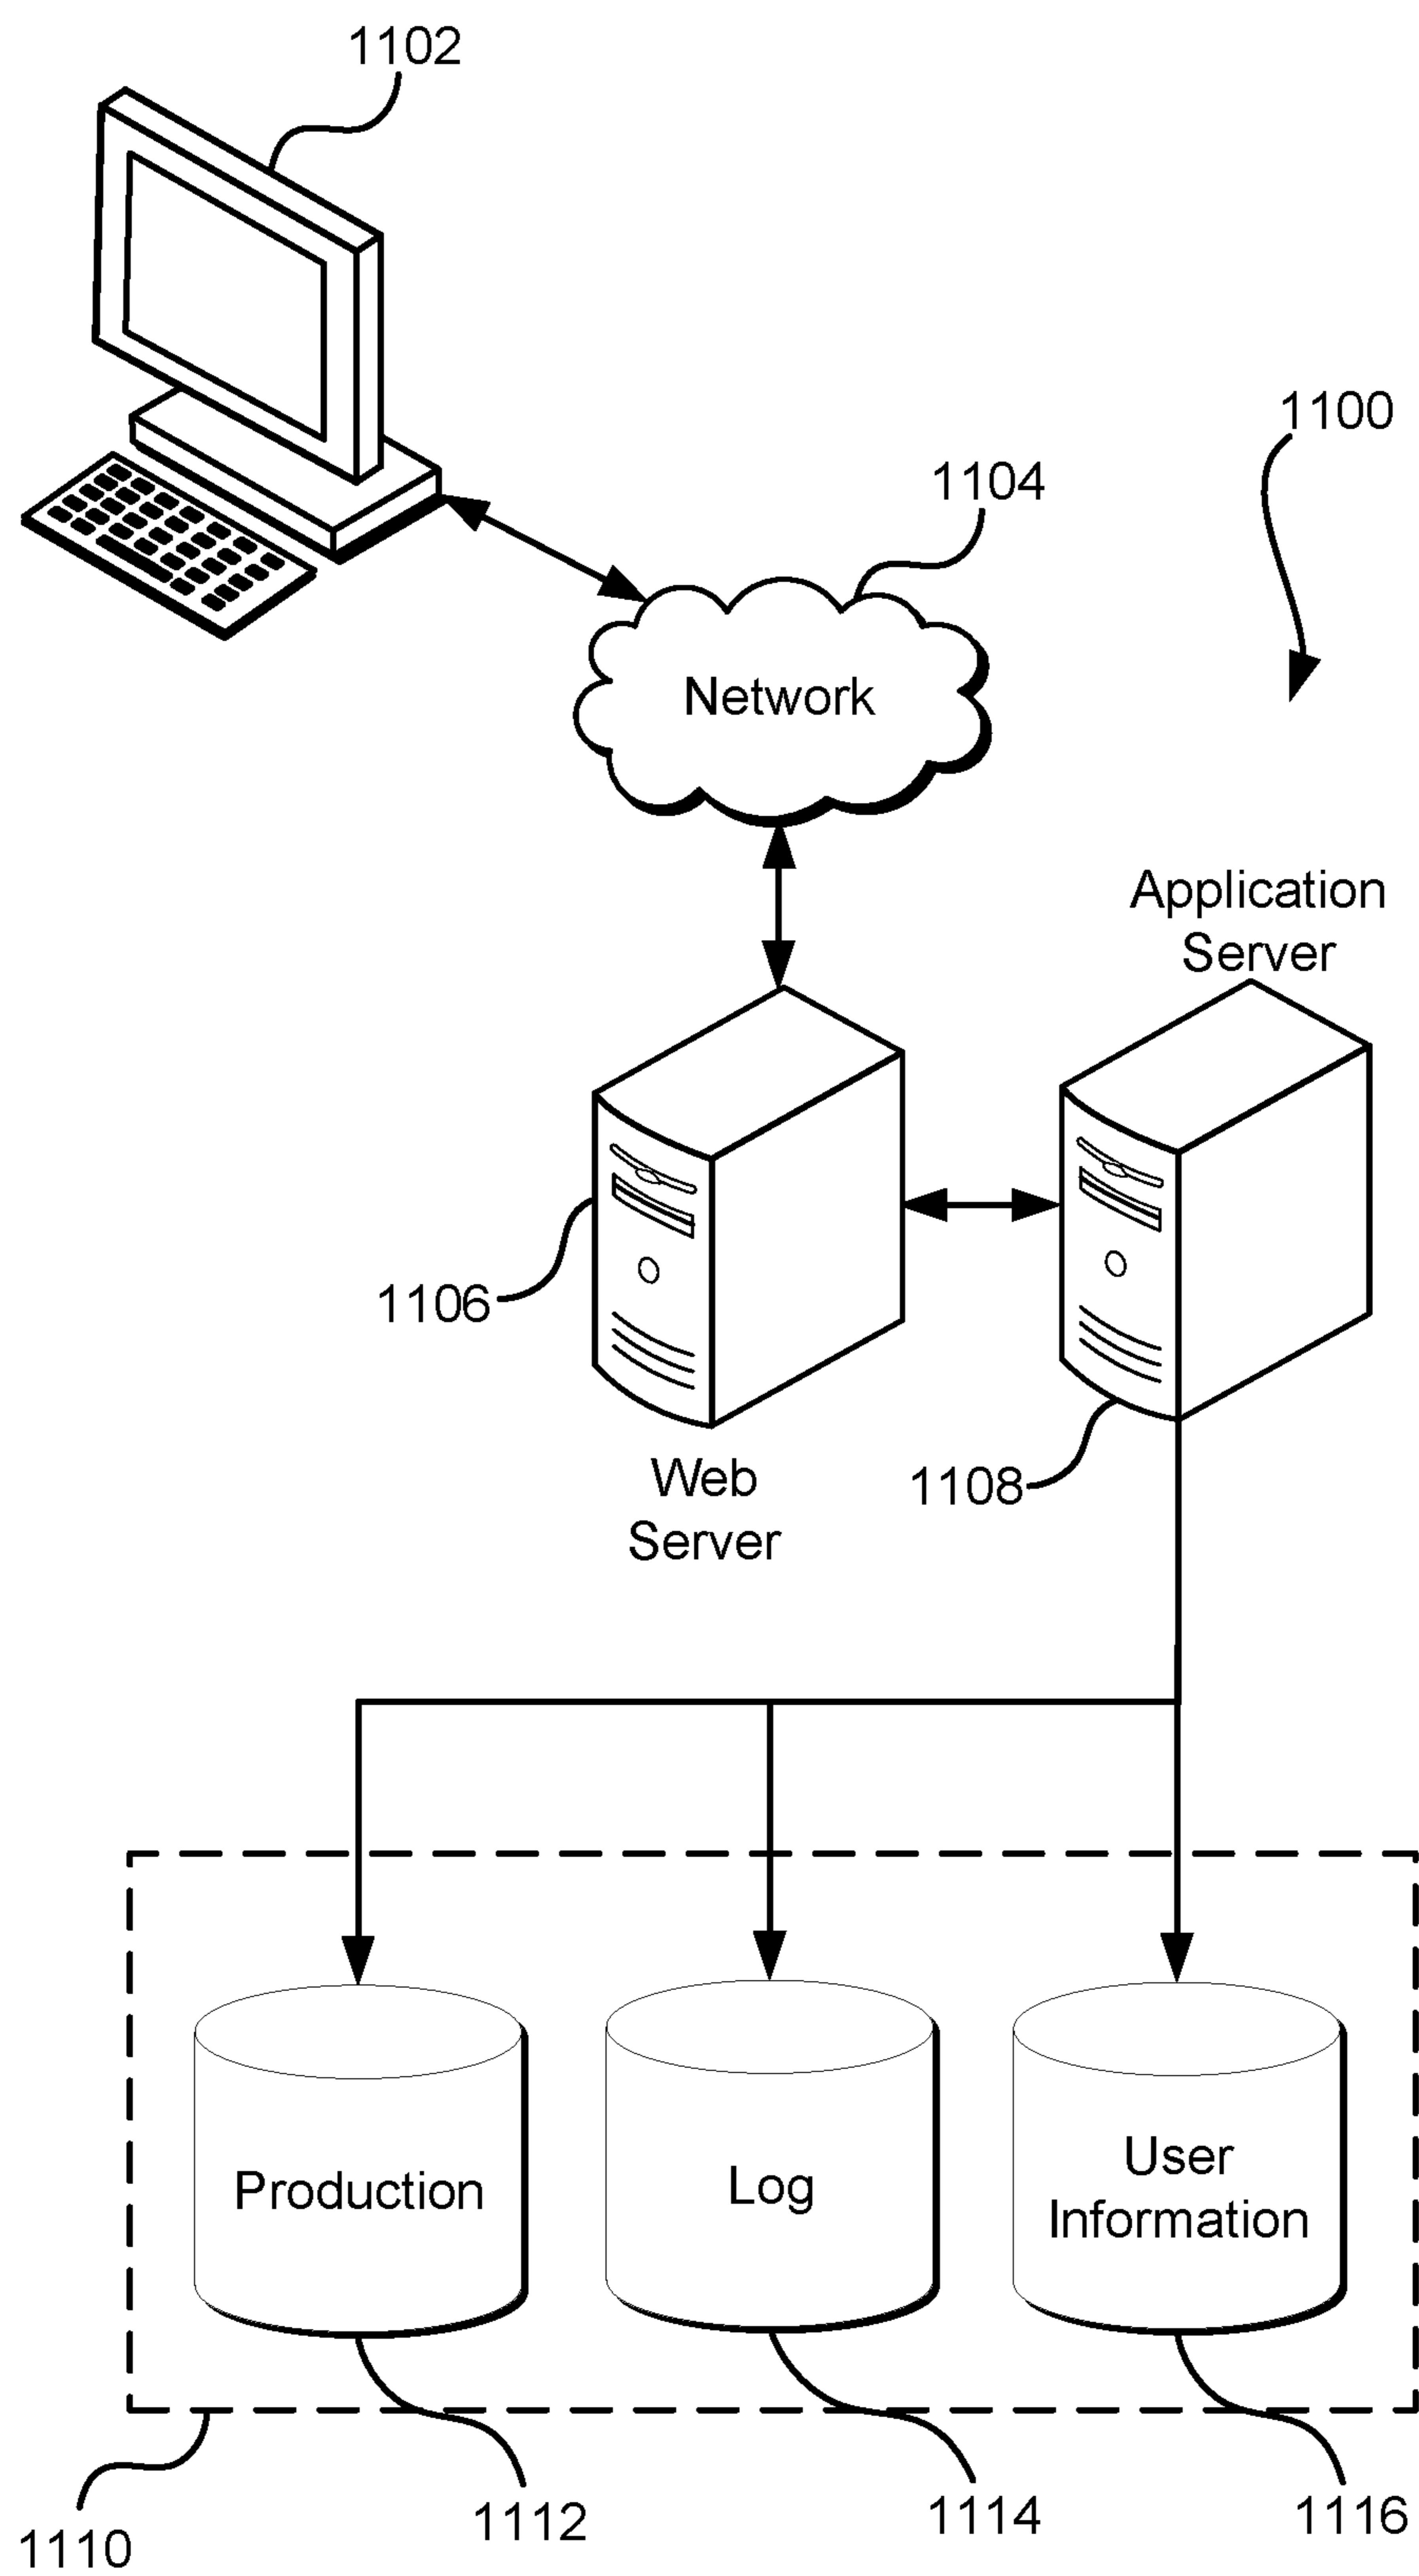 1102
1100
1104
Network
Application
Server
1106
1108
Web
Server
Production
Log
User
Information
1110
1112
1114
1116